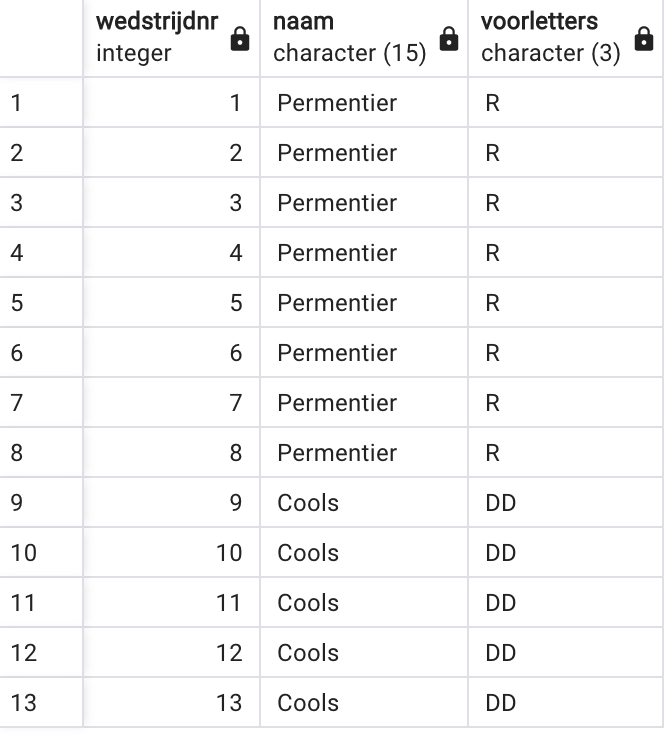 wedstrijdnr naam voorletters
integer character (15) character (3)
1 1 Permentier R
2 2 Permentier R
3 3 Permentier R
4 4 Permentier R
5 5 Permentier R
6 6 Permentier R
7 7 Permentier R
8 8 Permentier R
9 9 Cools DD
10 10 Cools DD
11 11 Cools DD
12 12 Cools DD
13 13 Cools DD